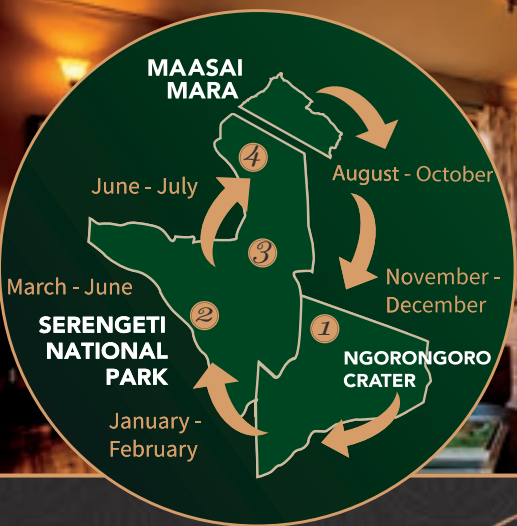 MAASAI
MARA
4
August - October
June - July
3
November -
December
March - June
2
1
SERENGETI
NATIONAL
PARK
NGORONGORO
CRATER
January -
February